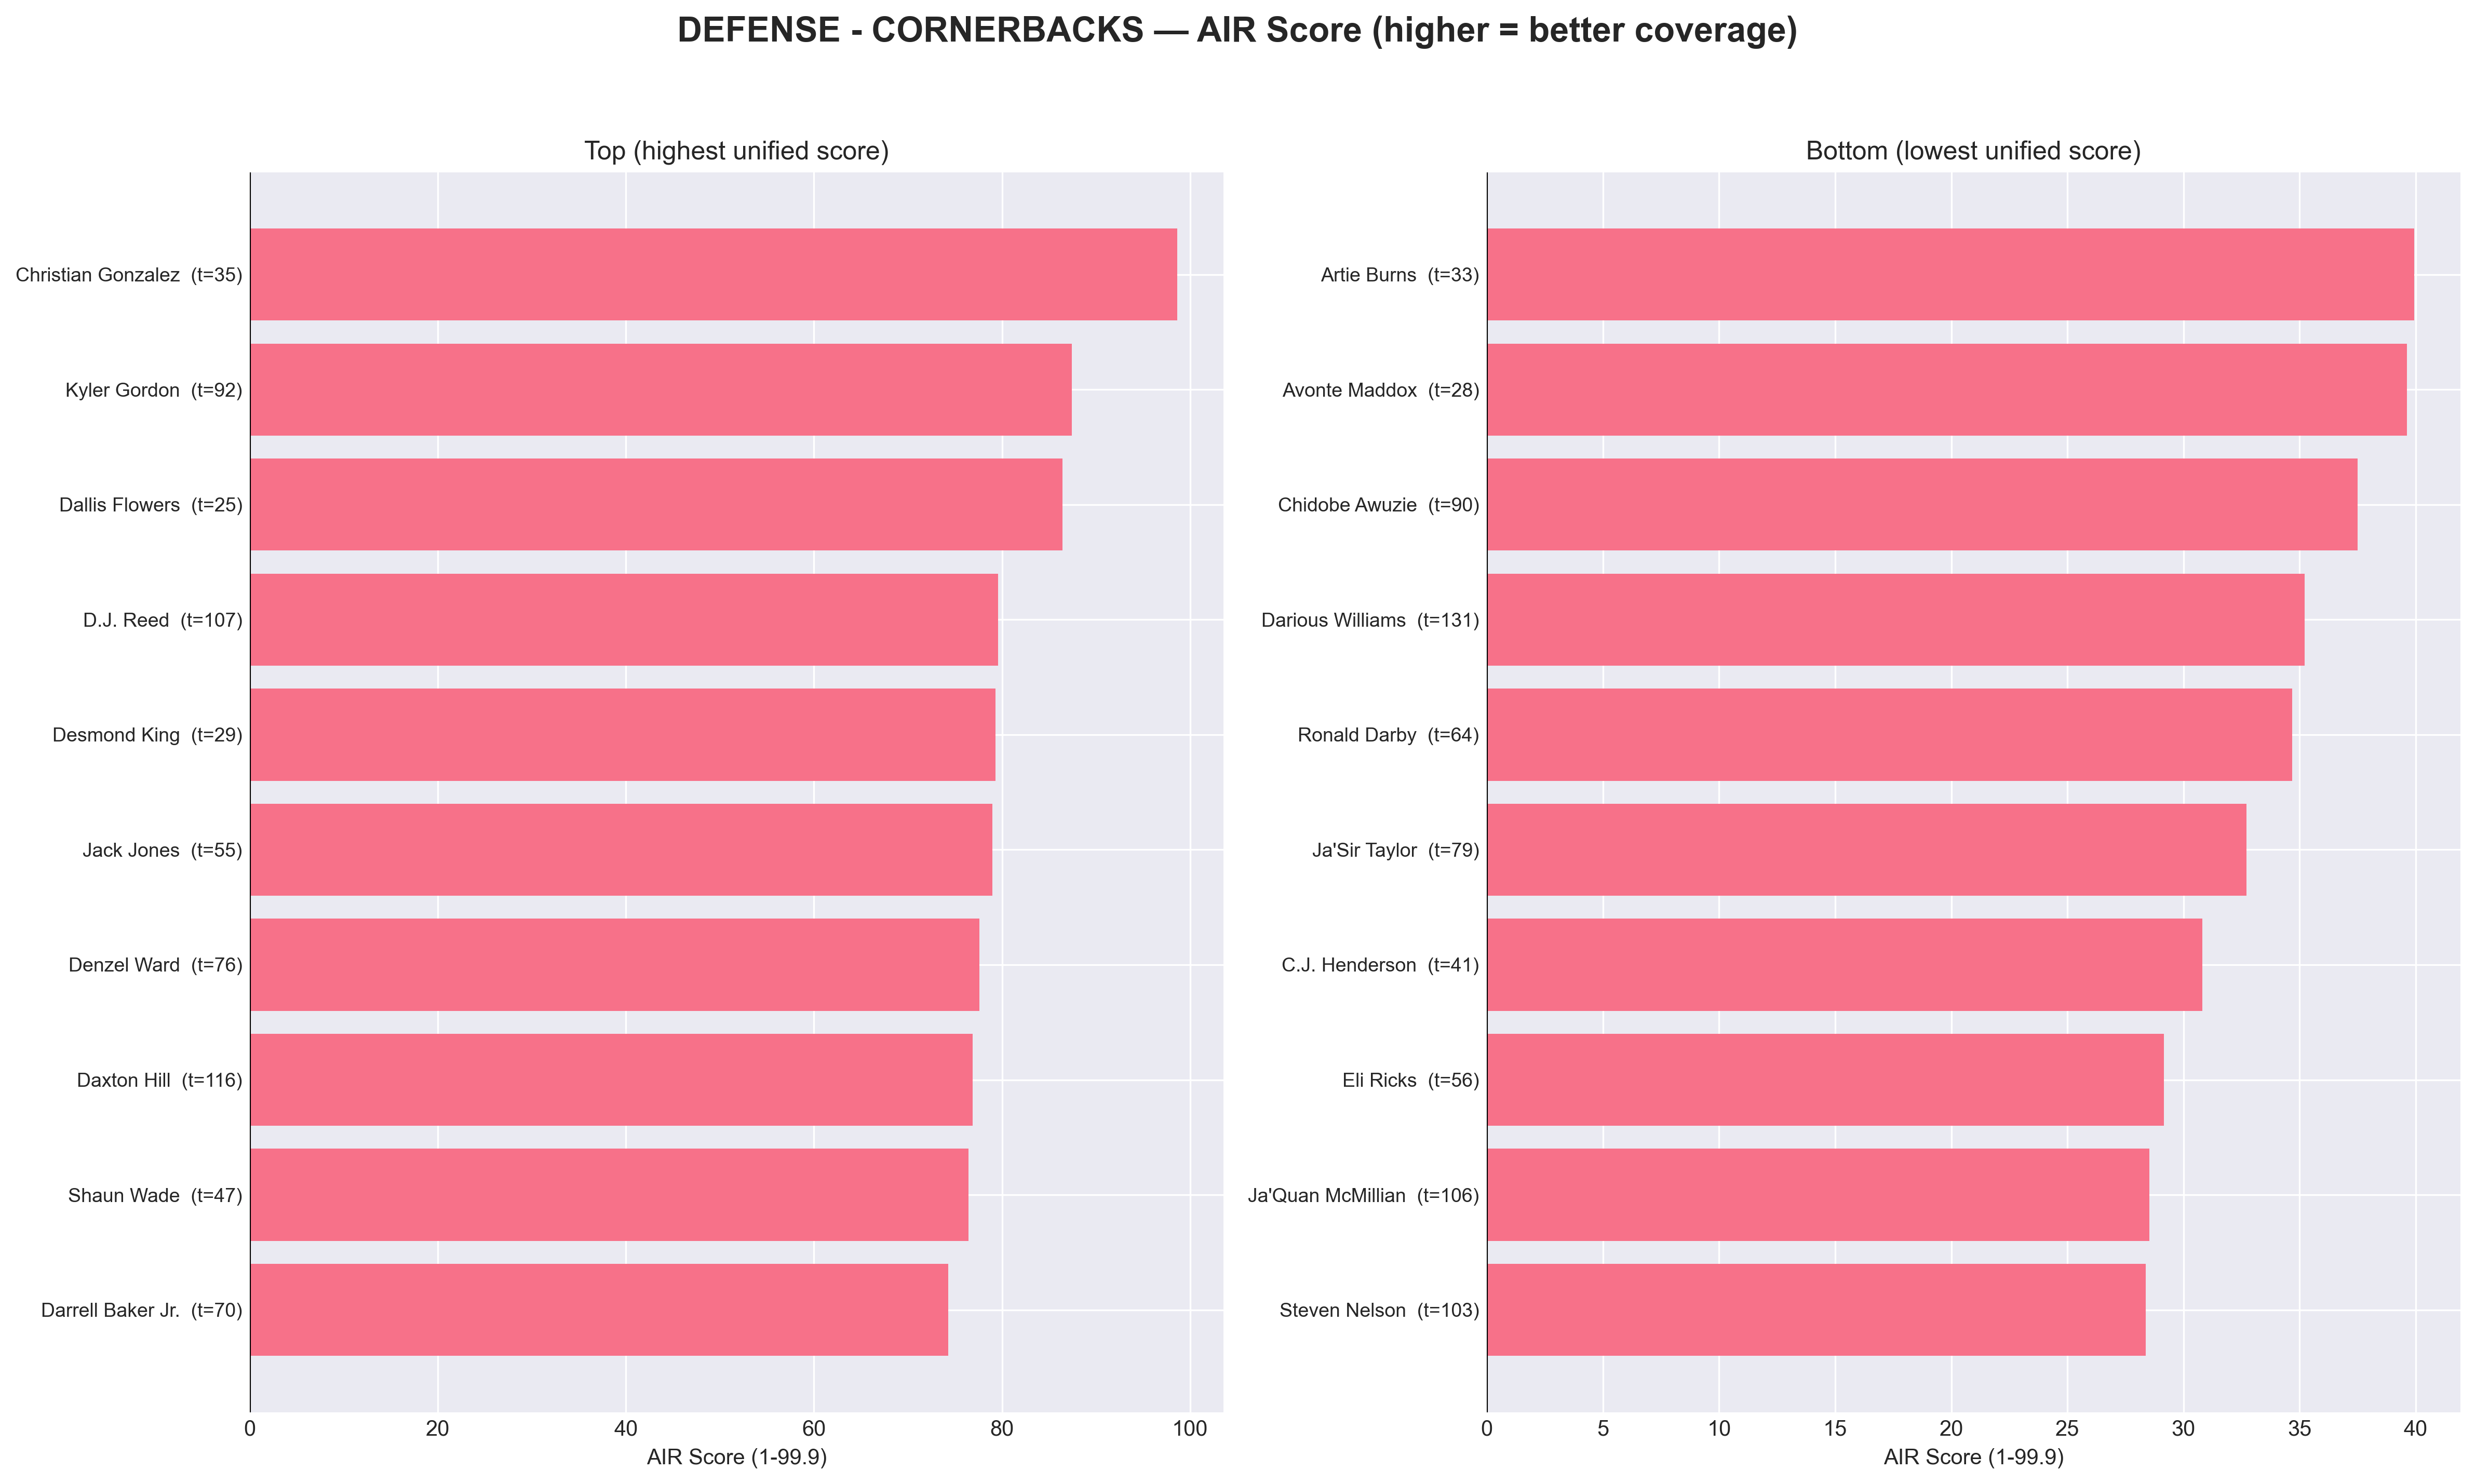 DEFENSE - CORNERBACKS — AIR Score (higher = better coverage)
Top (highest unified score)
Christian Gonzalez (t=35)
Kyler Gordon (t=92)
Dallis Flowers (t=25)
D.J. Reed (t=107)
Desmond King (t=29)
Jack Jones (t=55)
Denzel Ward (t=76)
Daxton Hill (t=116)
Shaun Wade (t=47)
Darrell Baker Jr. (t=70)
0 20 40 60 80 100
AIR Score (1-99.9)
Bottom (lowest unified score)
Artie Burns (t=33)
Avonte Maddox (t=28)
Chidobe Awuzie (t=90)
Darious Williams (t=131)
Ronald Darby (t=64)
Ja'Sir Taylor (t=79)
C.J. Henderson (t=41)
Eli Ricks (t=56)
Ja'Quan McMillian (t=106)
Steven Nelson (t=103)
0 5 10 15 20 25 30 35 40
AIR Score (1-99.9)